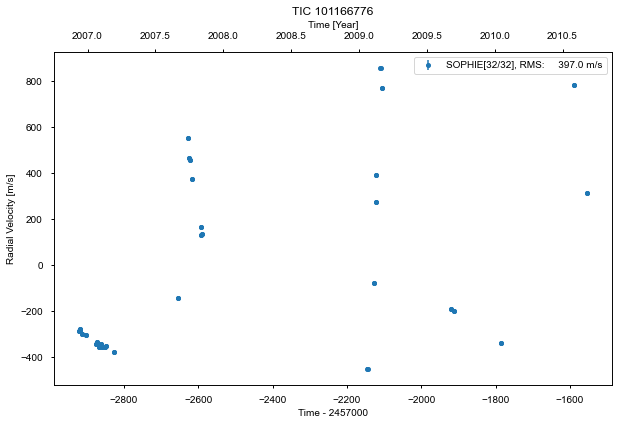 TIC 101166776
Time [Year]
2007.0 2007.5 2008.0 2008.5 2009.0 2009.5 2010.0 2010.5
SOPHIE[32/32], RMS: 397.0 m/s
800
600
400
200
0
−200
−400
Radial Velocity [m/s]
−2800 −2600 −2400 −2200 −2000 −1800 −1600
Time - 2457000